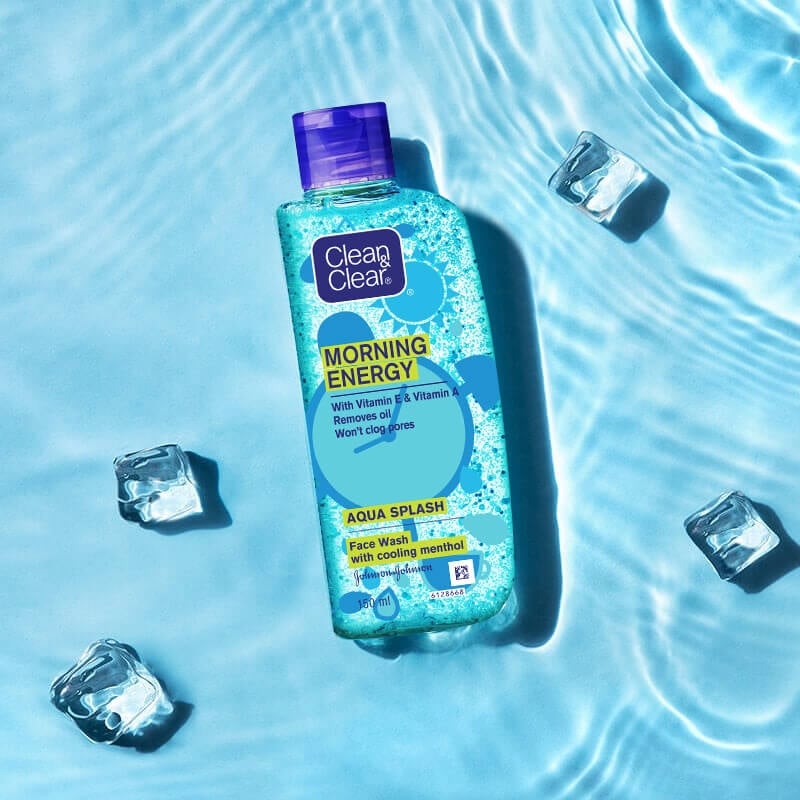 Clean &
Clear®
®
MORNING
ENERGY
With Vitamin E & Vitamin A
Removes oil
Won't clog pores
AQUA SPLASH
Face Wash
with cooling menthol
Johnson & Johnson
150 ml
6128668